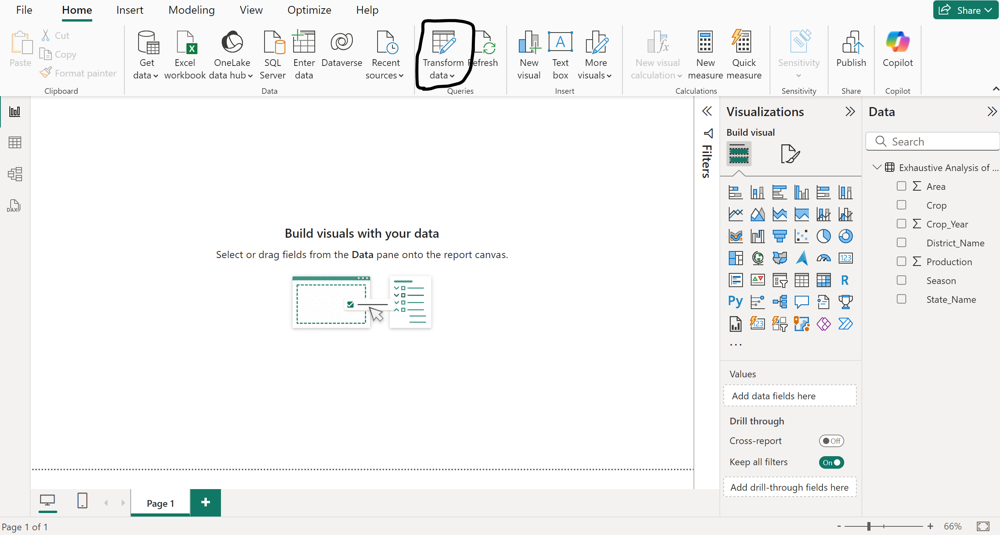 File Home Insert Modeling View Optimize Help Share
Paste
Cut
Copy
Format painter
Clipboard
Get data
Excel workbook
OneLake data hub
SQL Server
Enter data
Dataverse
Recent sources
Data
Transform data
Refresh
Queries
New visual
Text box
More visuals
Insert
New visual calculation
New measure
Quick measure
Calculations
Sensitivity
Sensitivity
Publish
Share
Copilot
Copilot
DAX
Build visuals with your data
Select or drag fields from the Data pane onto the report canvas.
Filters
Visualizations
Build visual
123
R
Py
123
...
Values
Add data fields here
Drill through
Cross-report Off
Keep all filters On
Add drill-through fields here
Data
Search
Exhaustive Analysis of ...
Σ Area
Crop
Σ Crop_Year
District_Name
Σ Production
Season
State_Name
Page 1 +
Page 1 of 1
- + 66%